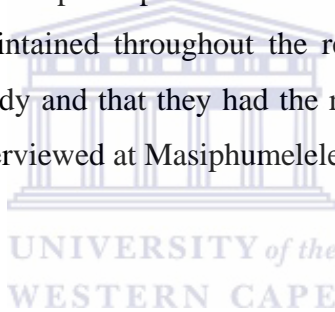 intained throughout the re
dy and that they had the r
erviewed at Masiphumelele
UNIVERSITY of the
WESTERN CAPE